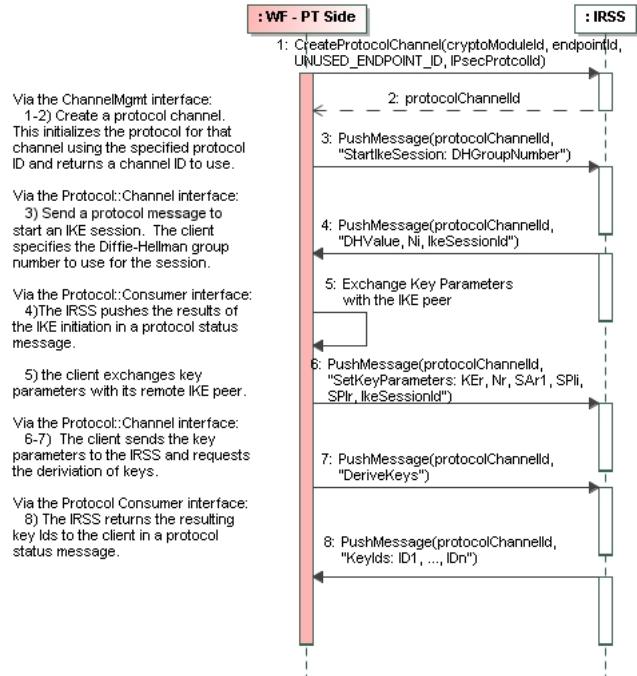 : WF - PT Side
: IRSS
1: CreateProtocolChannel(cryptoModuleId, endpointId,
UNUSED_ENDPOINT_ID, IPsecProtcolId)
2: protocolChannelId
3: PushMessage(protocolChannelId,
"StartIkeSession: DHGroupNumber")
4: PushMessage(protocolChannelId,
"DHValue, Ni, IkeSessionId")
5: Exchange Key Parameters
with the IKE peer
6: PushMessage(protocolChannelId,
"SetKeyParameters: KEr, Nr, SAr1, SPIi,
SPIr, IkeSessionId")
7: PushMessage(protocolChannelId,
"DeriveKeys")
8: PushMessage(protocolChannelId,
"KeyIds: ID1, ..., IDn")
Via the ChannelMgmt interface:
1-2) Create a protocol channel.
This initializes the protocol for that
channel using the specified protocol
ID and returns a channel ID to use.
Via the Protocol::Channel interface:
3) Send a protocol message to
start an IKE session. The client
specifies the Diffie-Hellman group
number to use for the session.
Via the Protocol::Consumer interface:
4)The IRSS pushes the results of
the IKE initiation in a protocol status
message.
5) the client exchanges key
parameters with its remote IKE peer.
Via the Protocol::Channel interface:
6-7) The client sends the key
parameters to the IRSS and requests
the deriviation of keys.
Via the Protocol Consumer interface:
8) The IRSS returns the resulting
key Ids to the client in a protocol
status message.